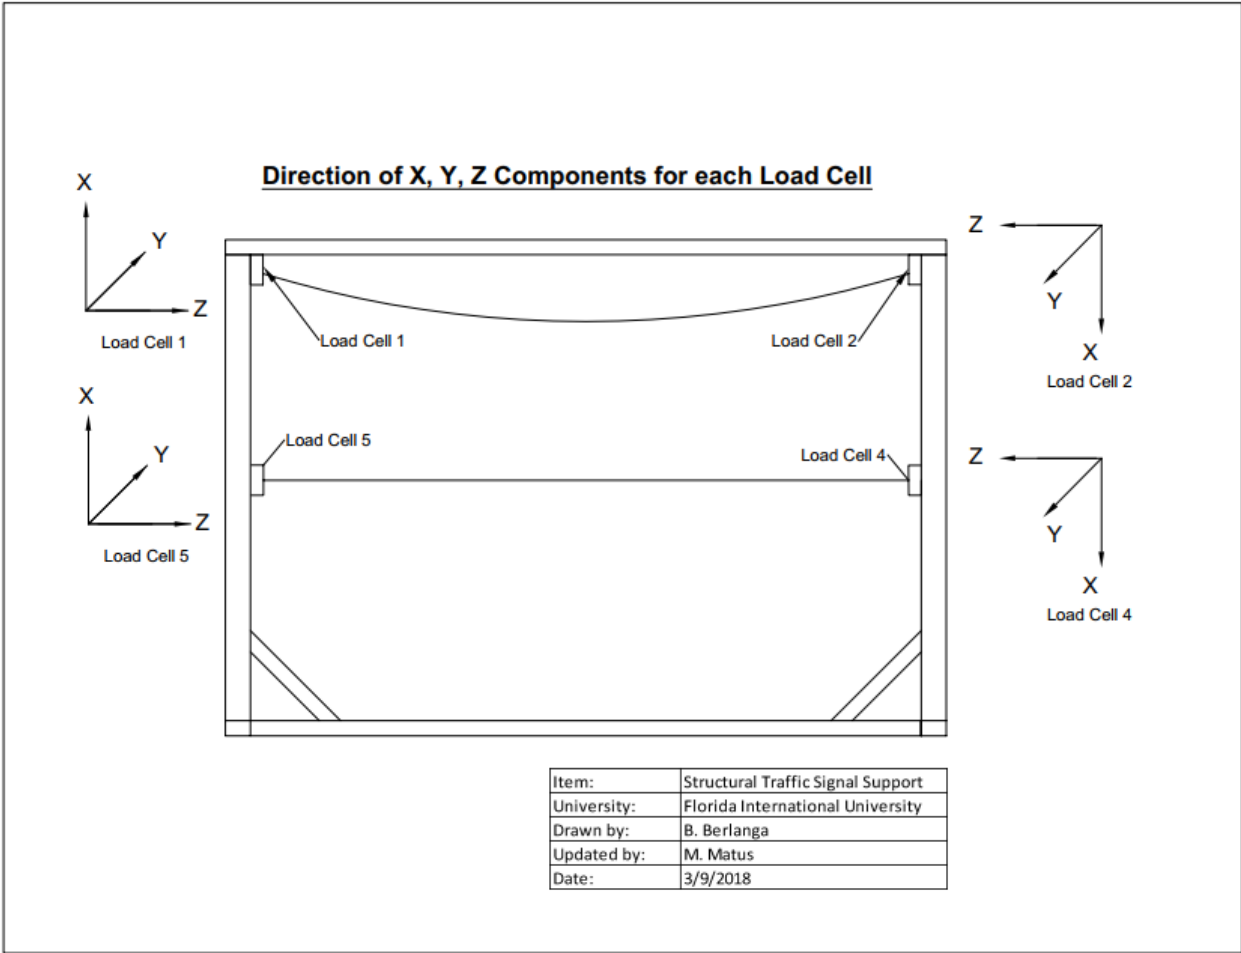 Direction of X, Y, Z Components for each Load Cell
X
Y
Z
Load Cell 1
Z
Y
X
Load Cell 2
Load Cell 1
Load Cell 2
X
Y
Z
Load Cell 5
Load Cell 5
Load Cell 4
Z
Y
X
Load Cell 4
Item: Structural Traffic Signal Support
University: Florida International University
Drawn by: B. Berlanga
Updated by: M. Matus
Date: 3/9/2018